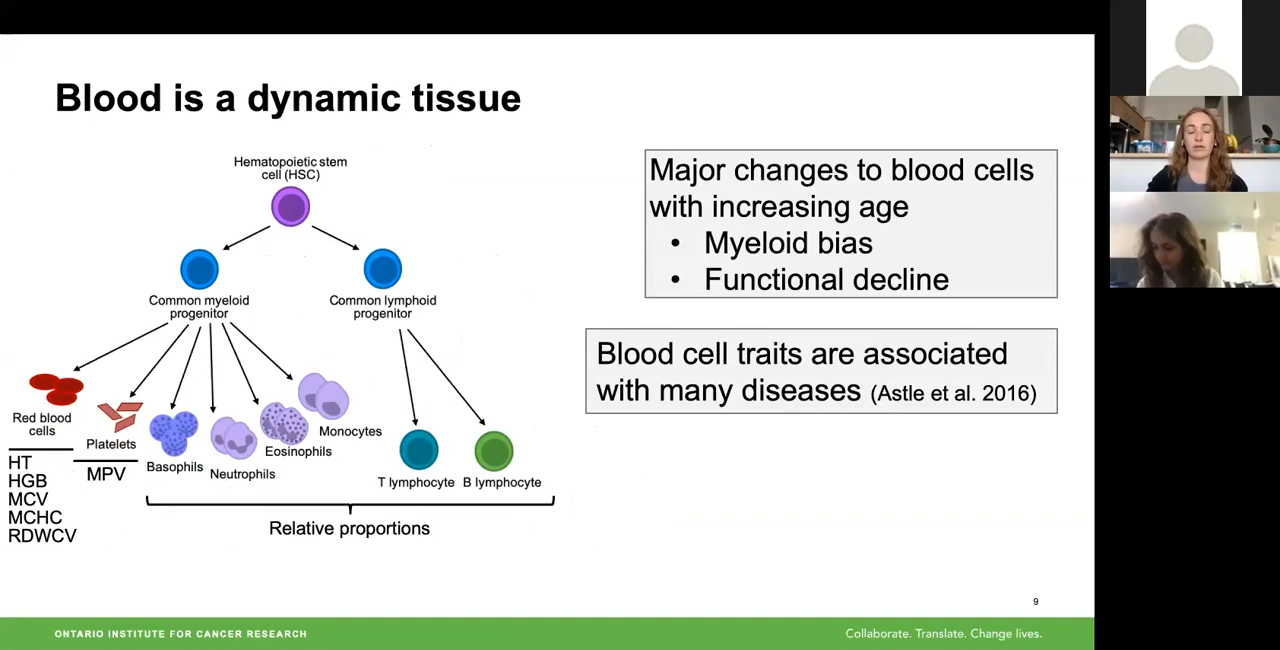 Blood is a dynamic tissue
Hematopoietic stem
cell (HSC)
Common myeloid
progenitor
Common lymphoid
progenitor
Red blood
cells
Platelets
Basophils
Neutrophils
Eosinophils
Monocytes
T lymphocyte
B lymphocyte
HT
HGB
MCV
MCHC
RDWCV
MPV
Relative proportions
Major changes to blood cells
with increasing age
• Myeloid bias
• Functional decline
Blood cell traits are associated
with many diseases (Astle et al. 2016)
9
ONTARIO INSTITUTE FOR CANCER RESEARCH
Collaborate. Translate. Change lives.